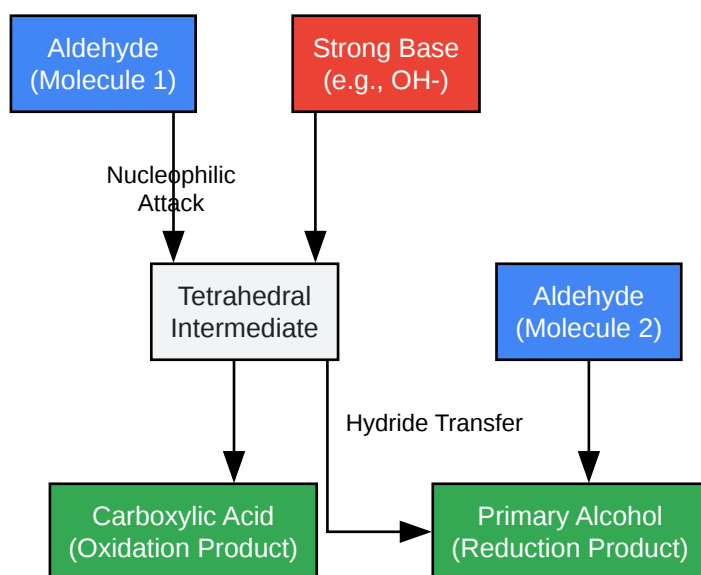 Aldehyde
(Molecule 1)
Strong Base
(e.g., OH-)
Nucleophilic
Attack
Tetrahedral
Intermediate
Aldehyde
(Molecule 2)
Hydride Transfer
Carboxylic Acid
(Oxidation Product)
Primary Alcohol
(Reduction Product)